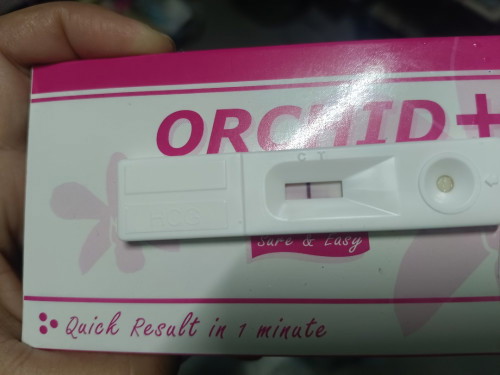 ORCHID+
C T
HCG
Sure & Easy
Quick Result in 1 minute